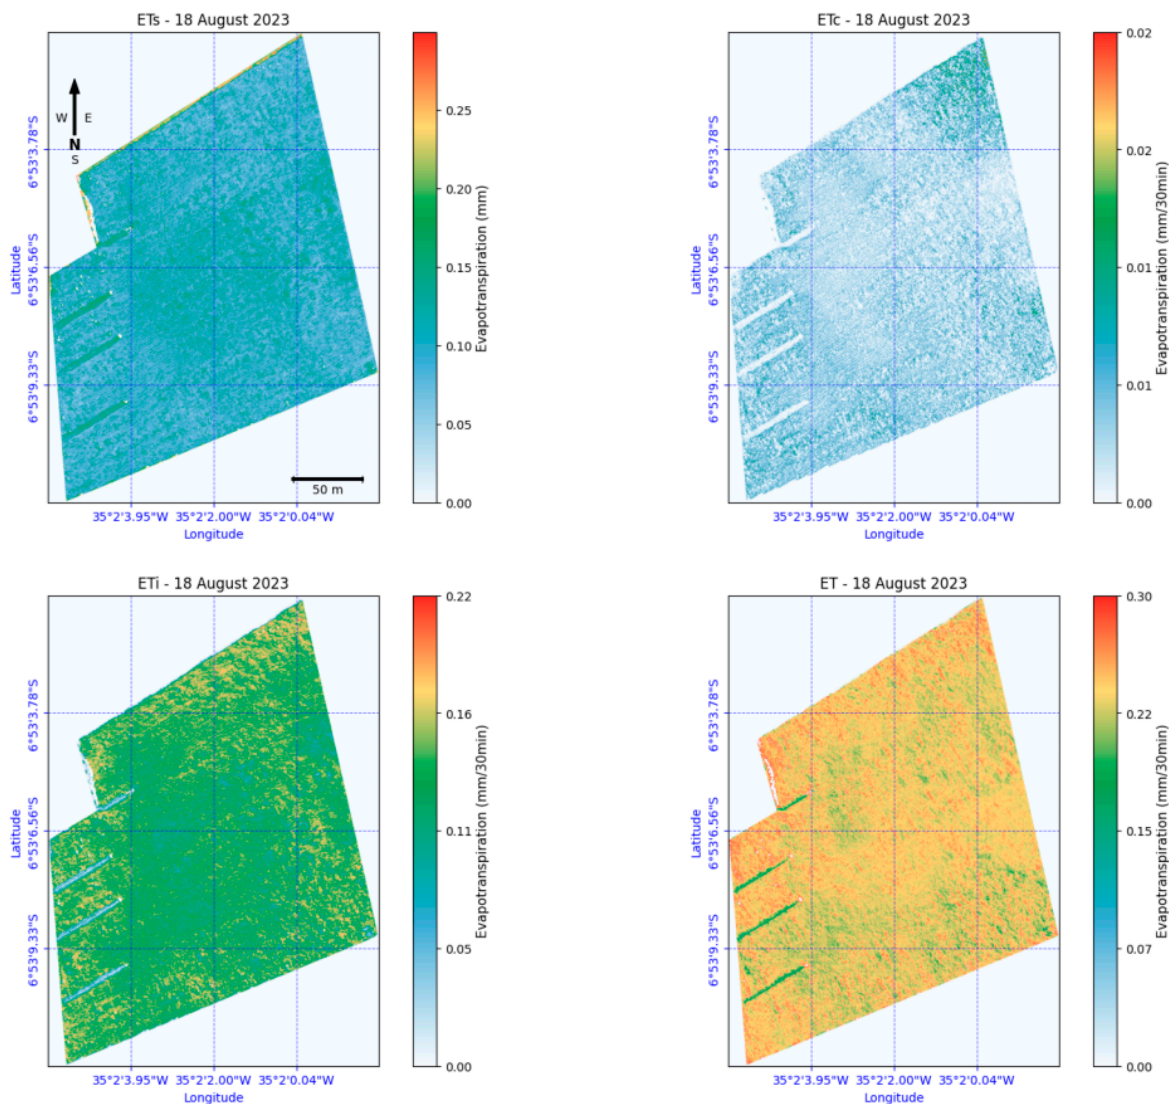 ETs - 18 August 2023
W E
N
S
6°53'3.78"S
6°53'6.56"S
6°53'9.33"S
Latitude
50 m
35°2'3.95"W 35°2'2.00"W 35°2'0.04"W
Longitude
0.25
0.20
0.15
0.10
0.05
0.00
Evapotranspiration (mm)
ETc - 18 August 2023
6°53'3.78"S
6°53'6.56"S
6°53'9.33"S
Latitude
35°2'3.95"W 35°2'2.00"W 35°2'0.04"W
Longitude
0.02
0.02
0.01
0.01
0.00
Evapotranspiration (mm/30min)
ETi - 18 August 2023
6°53'3.78"S
6°53'6.56"S
6°53'9.33"S
Latitude
35°2'3.95"W 35°2'2.00"W 35°2'0.04"W
Longitude
0.22
0.16
0.11
0.05
0.00
Evapotranspiration (mm/30min)
ET - 18 August 2023
6°53'3.78"S
6°53'6.56"S
6°53'9.33"S
Latitude
35°2'3.95"W 35°2'2.00"W 35°2'0.04"W
Longitude
0.30
0.22
0.15
0.07
0.00
Evapotranspiration (mm/30min)